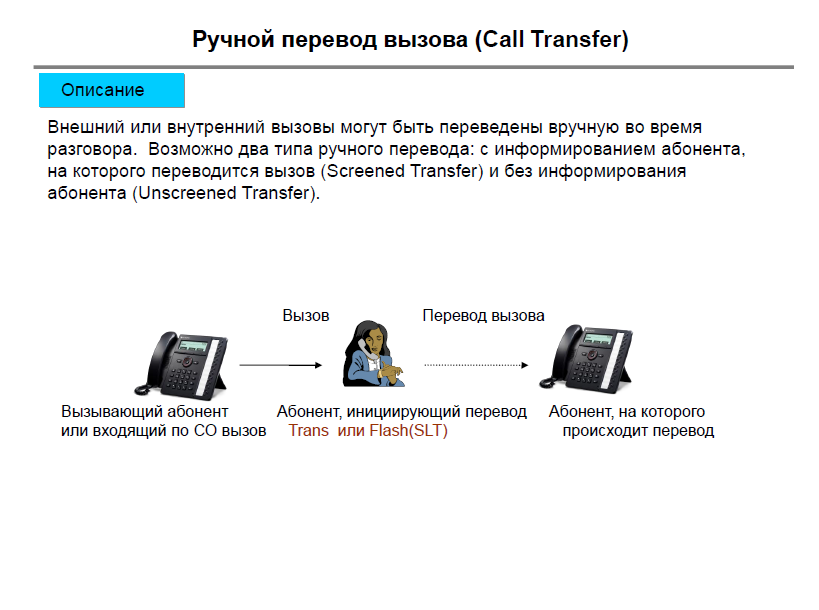 Ручной перевод вызова (Call Transfer)
Описание
Внешний или внутренний вызовы могут быть переведены вручную во время
разговора.  Возможно два типа ручного перевода: с информированием абонента,
на которого переводится вызов (Screened Transfer) и без информирования
абонента (Unscreened Transfer).
Вызов
Перевод вызова
Вызывающий абонент
или входящий по СО вызов
Абонент, инициирующий перевод
Trans  или Flash(SLT)
Абонент, на которого
происходит перевод